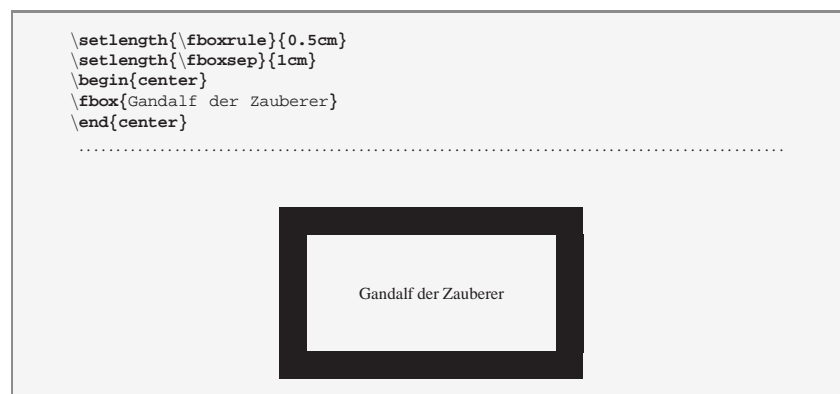 \setlength{\fboxrule}{0.5cm}
\setlength{\fboxsep}{1cm}
\begin{center}
\fbox{Gandalf der Zauberer}
\end{center}
Gandalf der Zauberer